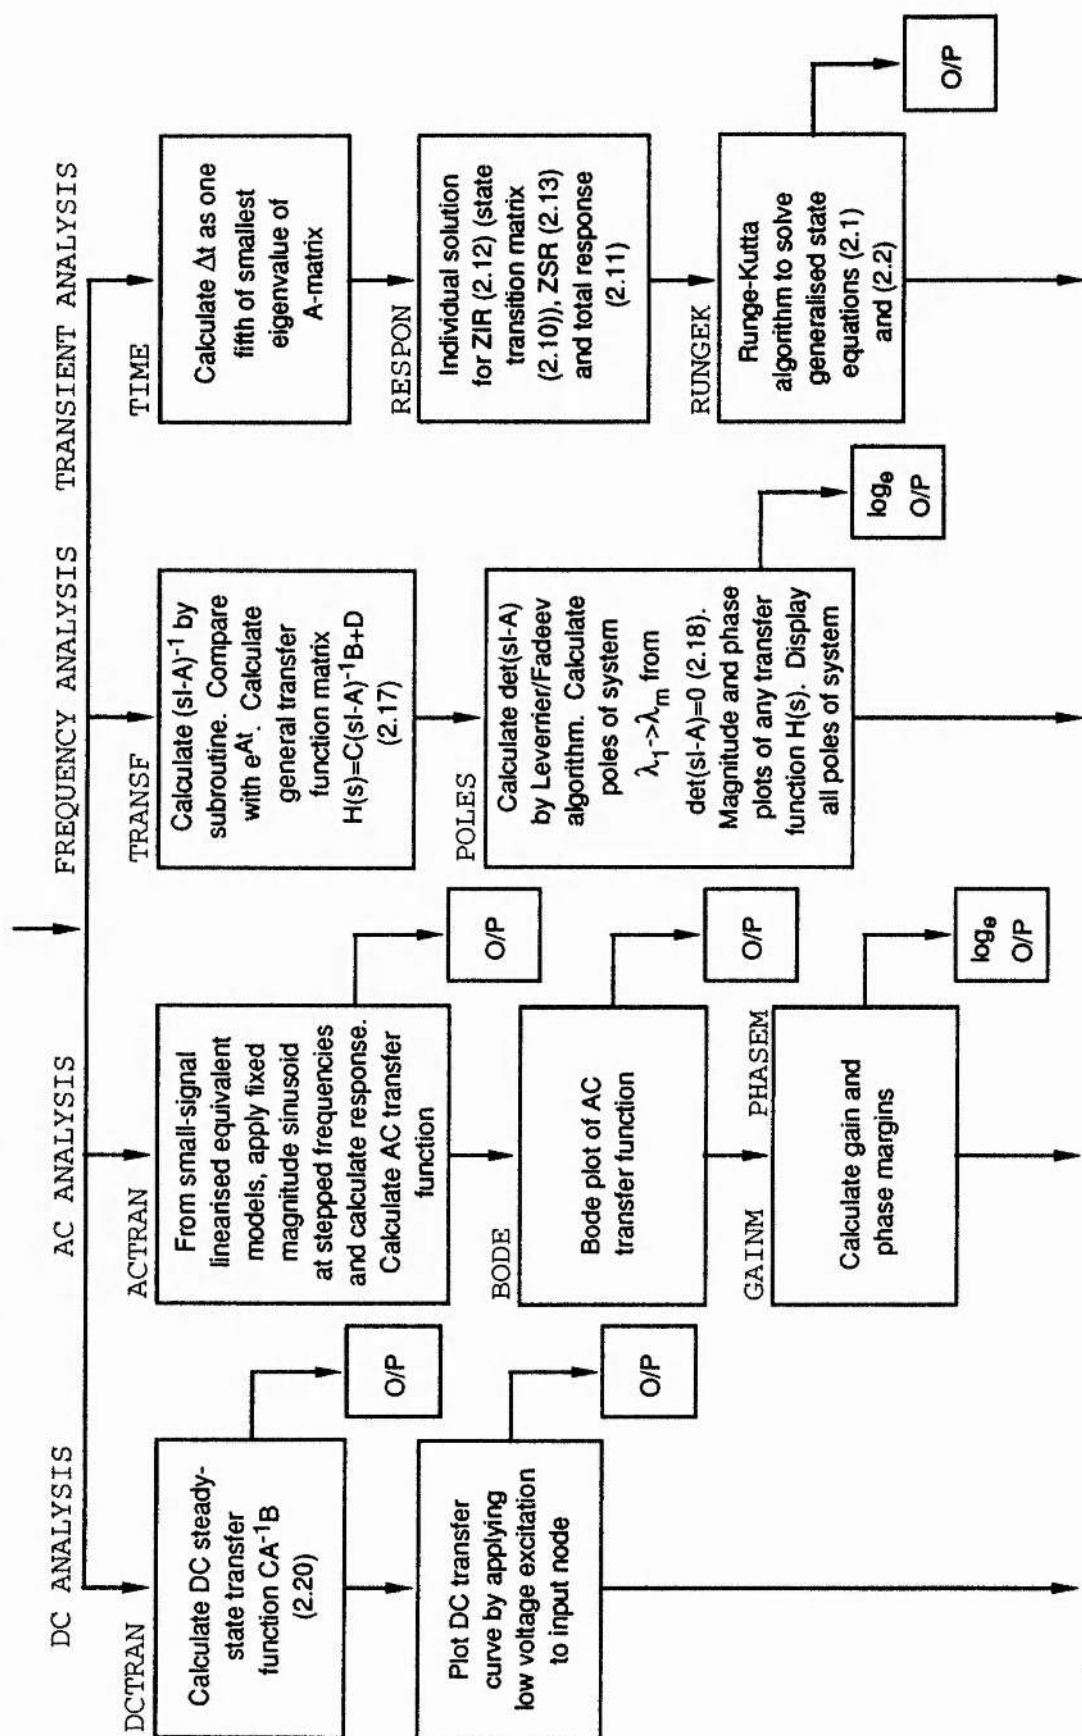 DC ANALYSIS
AC ANALYSIS
FREQUENCY ANALYSIS
TRANSIENT ANALYSIS
DCTRAN
Calculate DC steady-
state transfer
function CA⁻¹B
(2.20)
O/P
Plot DC transfer
curve by applying
low voltage excitation
to input node
O/P
ACTRAN
From small-signal
linearised equivalent
models, apply fixed
magnitude sinusoid
at stepped frequencies
and calculate response.
Calculate AC transfer
function
O/P
BODE
Bode plot of AC
transfer function
O/P
GAINM
PHASEM
Calculate gain and
phase margins
logₑ
O/P
TRANSF
Calculate (sI-A)⁻¹ by
subroutine. Compare
with eᴬᵗ. Calculate
general transfer
function matrix
H(s)=C(sI-A)⁻¹B+D
(2.17)
POLES
Calculate det(sI-A)
by Leverrier/Fadeev
algorithm. Calculate
poles of system
λ₁->λₘ from
det(sI-A)=0 (2.18).
Magnitude and phase
plots of any transfer
function H(s). Display
all poles of system
logₑ
O/P
TIME
Calculate Δt as one
fifth of smallest
eigenvalue of
A-matrix
RESPON
Individual solution
for ZIR (2.12) (state
transition matrix
(2.10)), ZSR (2.13)
and total response
(2.11)
RUNGEK
Runge-Kutta
algorithm to solve
generalised state
equations (2.1)
and (2.2)
O/P